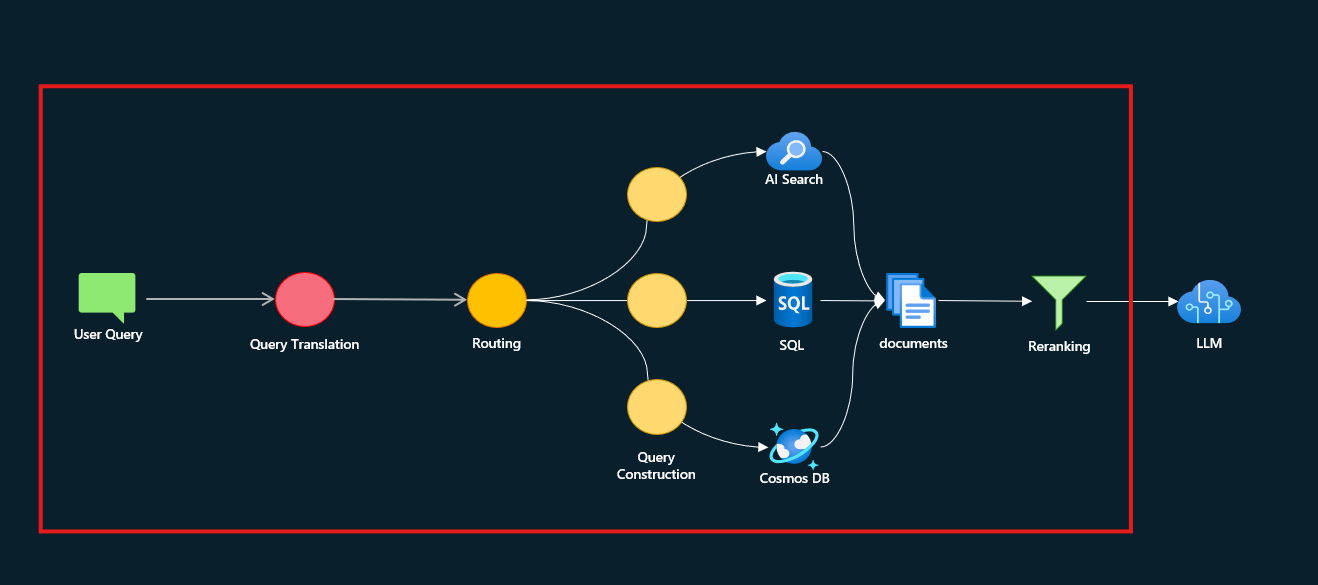 User Query
Query Translation
Routing
Query
Construction
AI Search
SQL
SQL
Cosmos DB
documents
Reranking
LLM